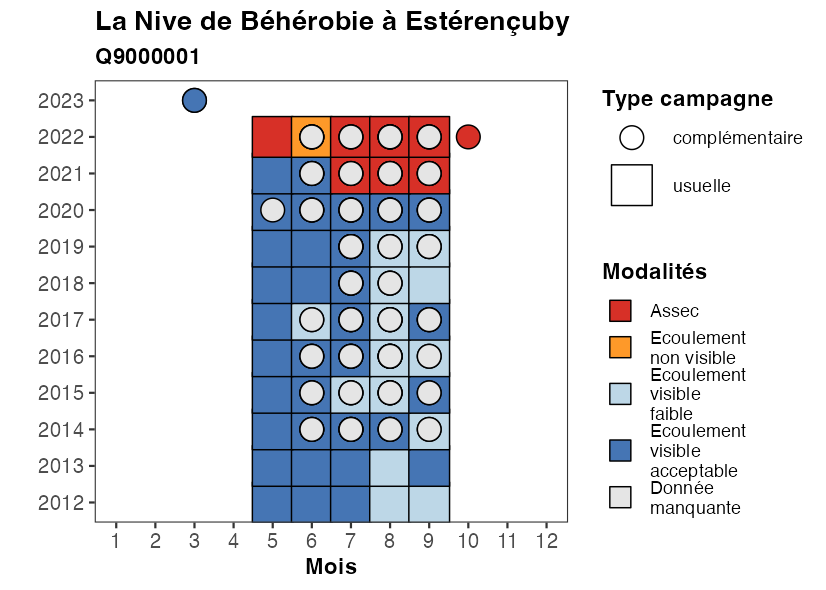 La Nive de Béhérobie à Estérençuby
Q9000001
2023
2022
2021
2020
2019
2018
2017
2016
2015
2014
2013
2012
1 2 3 4 5 6 7 8 9 10 11 12
Mois
Type campagne
complémentaire
usuelle
Modalités
Assec
Ecoulement
non visible
Ecoulement
visible
faible
Ecoulement
visible
acceptable
Donnée
manquante